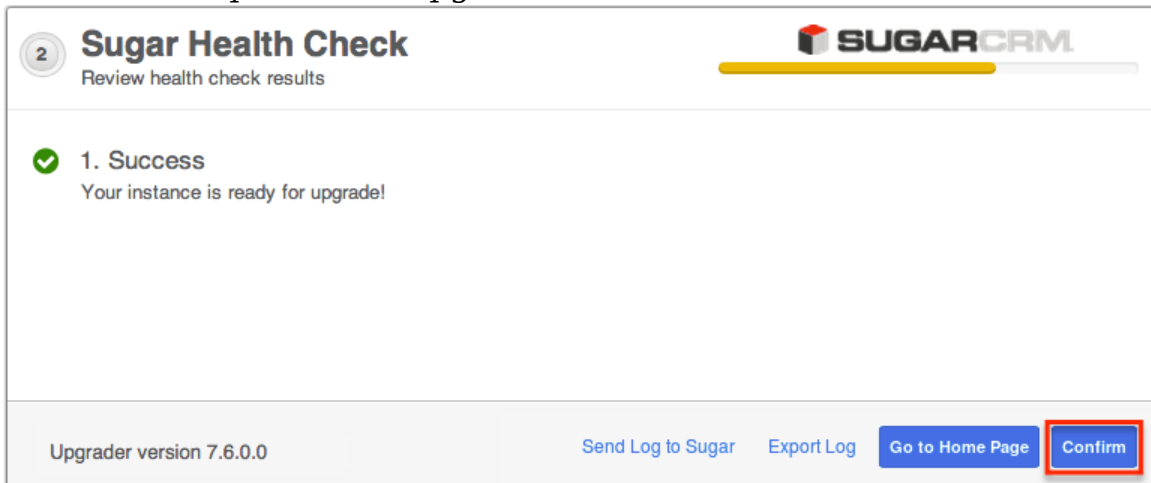 2 Sugar Health Check
SUGARCRM.
Review health check results
1. Success
Your instance is ready for upgrade!
Upgrader version 7.6.0.0
Send Log to Sugar Export Log Go to Home Page Confirm